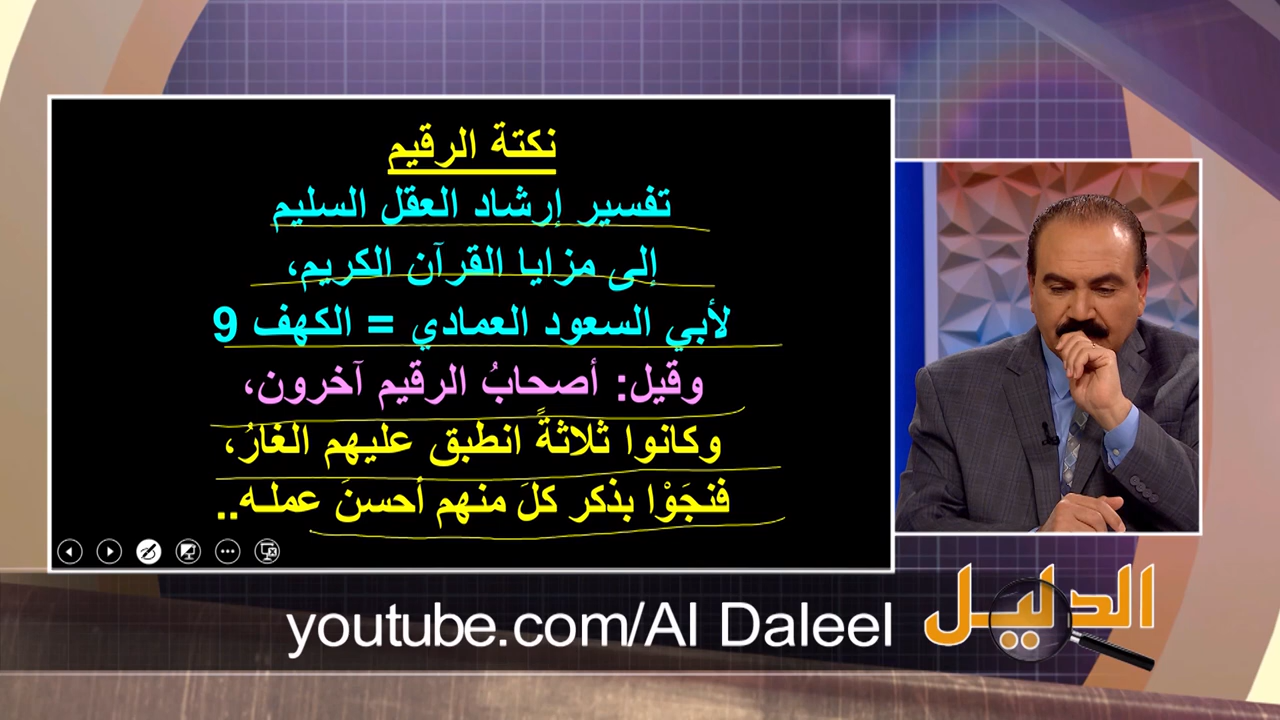 نكتة الرقيم
تفسير إرشاد العقل السليم
إلى مزايا القرآن الكريم،
لأبي السعود العمادي = الكهف 9
وقيل: أصحابُ الرقيم آخرون،
وكانوا ثلاثةً انطبق عليهم الغارُ،
فنجَوْا بذكر كلَ منهم أحسنَ عمله..
youtube.com/Al Daleel
الدليل